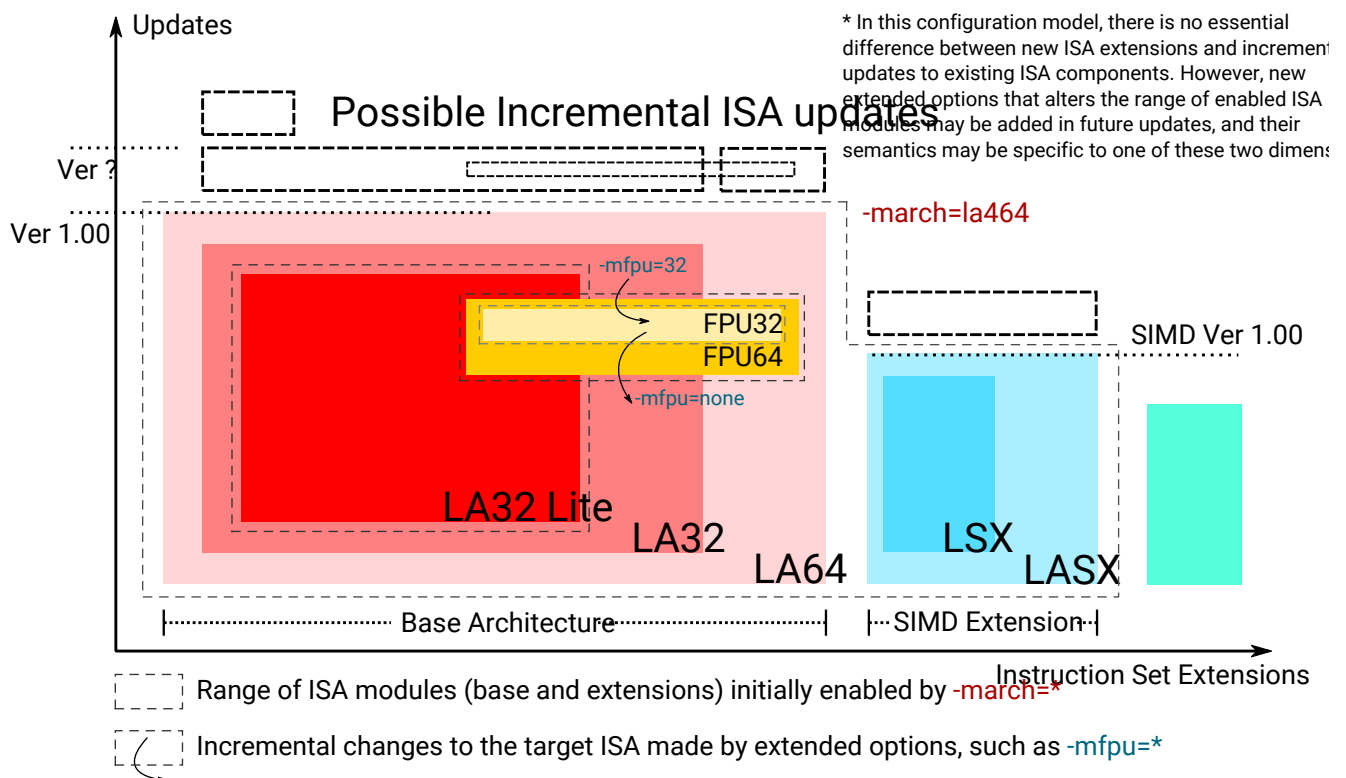 Updates
* In this configuration model, there is no essential
difference between new ISA extensions and increment
updates to existing ISA components. However, new
extended options that alters the range of enabled ISA
modules may be added in future updates, and their
semantics may be specific to one of these two dimens
Possible Incremental ISA updates
Ver ?
Ver 1.00
-march=la464
-mfpu=32
FPU32
FPU64
-mfpu=none
SIMD Ver 1.00
LA32 Lite
LA32
LA64
LSX
LASX
Base Architecture
SIMD Extension
Instruction Set Extensions
Range of ISA modules (base and extensions) initially enabled by -march=*
Incremental changes to the target ISA made by extended options, such as -mfpu=*